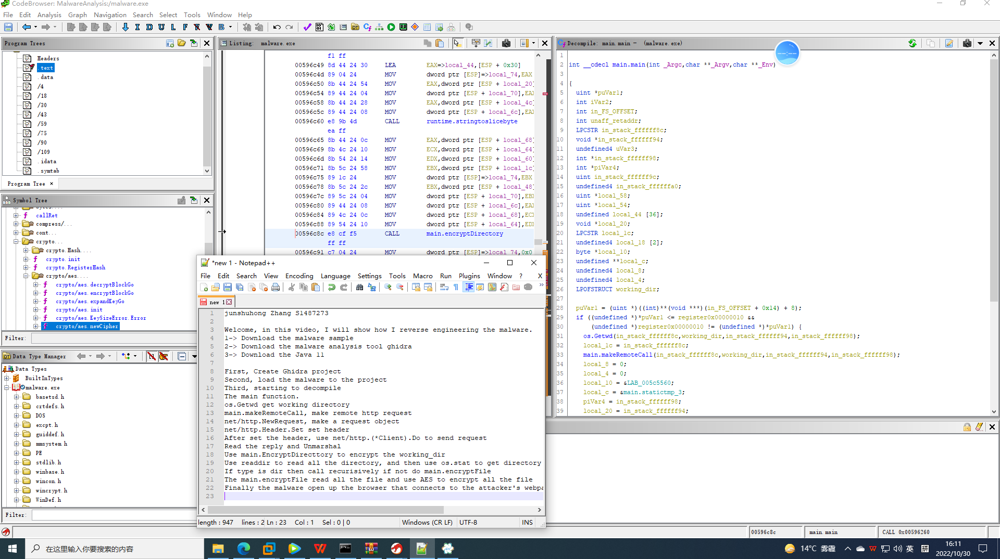 CodeBrowser: MalwareAnalysis:/malware.exe
File Edit Analysis Graph Navigation Search Select Tools Window Help
Program Trees
Headers
.text
.data
/4
/18
/30
/43
/59
/75
/90
/109
.idata
.symtab
Program Tree ×
Symbol Tree
callRet
compress/...
cont...
crypto...
crypto.Hash....
crypto.init
crypto.RegisterHash
crypto/aes....
crypto/aes.decryptBlockGo
crypto/aes.encryptBlockGo
crypto/aes.expandKeyGo
crypto/aes.init
crypto/aes.KeySizeError.Error
crypto/aes.newCipher
Filter:
Data Type Manager
Data Types
BuiltInTypes
malware.exe
basetsd.h
crtdefs.h
DOS
excpt.h
guiddef.h
mmsystem.h
PE
stdlib.h
winbase.h
wincon.h
wincrypt.h
WinDef.h
Filter:
Listing: malware.exe
f1 ff
00596c49 8d 44 24 30 LEA EAX=>local_44,[ESP + 0x30]
00596c4d 89 04 24 MOV dword ptr [ESP]=>local_74,EAX
00596c50 8b 44 24 54 MOV EAX,dword ptr [ESP + local_20]
00596c54 89 44 24 04 MOV dword ptr [ESP + local_70],EAX
00596c58 8b 44 24 28 MOV EAX,dword ptr [ESP + local_4c]
00596c5c 89 44 24 08 MOV dword ptr [ESP + local_6c],EAX
00596c60 e8 9b 4d CALL runtime.stringtoslicebyte
ea ff
00596c65 8b 44 24 0c MOV EAX,dword ptr [ESP + local_68]
00596c69 8b 4c 24 10 MOV ECX,dword ptr [ESP + local_64]
00596c6d 8b 54 24 14 MOV EDX,dword ptr [ESP + local_60]
00596c71 8b 5c 24 58 MOV EBX,dword ptr [ESP + local_1c]
00596c75 89 1c 24 MOV dword ptr [ESP]=>local_74,EBX
00596c78 8b 5c 24 2c MOV EBX,dword ptr [ESP + local_48]
00596c7c 89 5c 24 04 MOV dword ptr [ESP + local_70],EBX
00596c80 89 44 24 08 MOV dword ptr [ESP + local_6c],EAX
00596c84 89 4c 24 0c MOV dword ptr [ESP + local_68],ECX
00596c88 89 54 24 10 MOV dword ptr [ESP + local_64],EDX
00596c8c e8 cf f5 CALL main.encryptDirectory
ff ff
00596c91 c7 04 24 MOV dword ptr [ESP]=>local_74,0x0
Decompile: main.main - (malware.exe)
1
2 int __cdecl main.main(int _Argc,char **_Argv,char **_Env)
3
4 {
5 uint *puVar1;
6 int iVar2;
7 int in_FS_OFFSET;
8 int unaff_retaddr;
9 LPCSTR in_stack_ffffff8c;
10 void *in_stack_ffffff94;
11 undefined4 uVar3;
12 int *in_stack_ffffff98;
13 int *piVar4;
14 uint in_stack_ffffff9c;
15 undefined4 in_stack_ffffffa0;
16 uint *local_58;
17 uint *local_54;
18 undefined local_44 [36];
19 void *local_20;
20 LPCSTR local_1c;
21 undefined4 local_18 [2];
22 byte *local_10;
23 undefined **local_c;
24 undefined4 local_8;
25 undefined4 local_4;
26 LPOFSTRUCT working_dir;
27
28 puVar1 = (uint *)((int)**(void ***)(in_FS_OFFSET + 0x14) + 8);
29 if ((undefined *)*puVar1 <= register0x00000010 &&
30 (undefined *)register0x00000010 != (undefined *)*puVar1) {
31 os.Getwd(in_stack_ffffff8c,working_dir,in_stack_ffffff94,in_stack_ffffff98);
32 local_1c = in_stack_ffffff8c;
33 main.makeRemoteCall(in_stack_ffffff8c,working_dir,in_stack_ffffff94,in_stack_ffffff98);
34 local_8 = 0;
35 local_4 = 0;
36 local_10 = &LAB_005c5560;
37 local_c = &main.statictmp_3;
38 piVar4 = in_stack_ffffff98;
39 local_20 = in_stack_ffffff94;
*new 1 - Notepad++
File Edit Search View Encoding Language Settings Tools Macro Run Plugins Window ? X
new 1
1 junshuhong Zhang S1487273
2
3 Welcome, in this video, I will show how I reverse engineering the malware.
4 1-> Download the malware sample
5 2-> Download the malware analysis tool ghidra
6 3-> Download the Java 11
7
8 First, Create Ghidra project
9 Second, load the malware to the project
10 Third, starting to decompile
11 The main function.
12 os.Getwd get working directory
13 main.makeRemoteCall, make remote http request
14 net/http.NewRequest, make a request object
15 net/http.Header.Set set header
16 After set the header, use net/http.(*Client).Do to send request
17 Read the reply and Unmarshal
18 Use main.EncryptDirecttory to encrypt the working_dir
19 Use readdir to read all the directory, and then use os.stat to get directory
20 If type is dir then call recurisively if not do main.encryptFile
21 The main.encryptFile read all the file and use AES to encrypt all the file
22 Finally the malware open up the browser that connects to the attacker's webpa
23
length : 947 lines : 2 Ln : 23 Col : 1 Sel : 0 | 0 Windows (CR LF) UTF-8 INS
00596c8c main.main CALL 0x00596260
在这里输入你要搜索的内容
14°C 雾霾 英 拼
16:11
2022/10/30